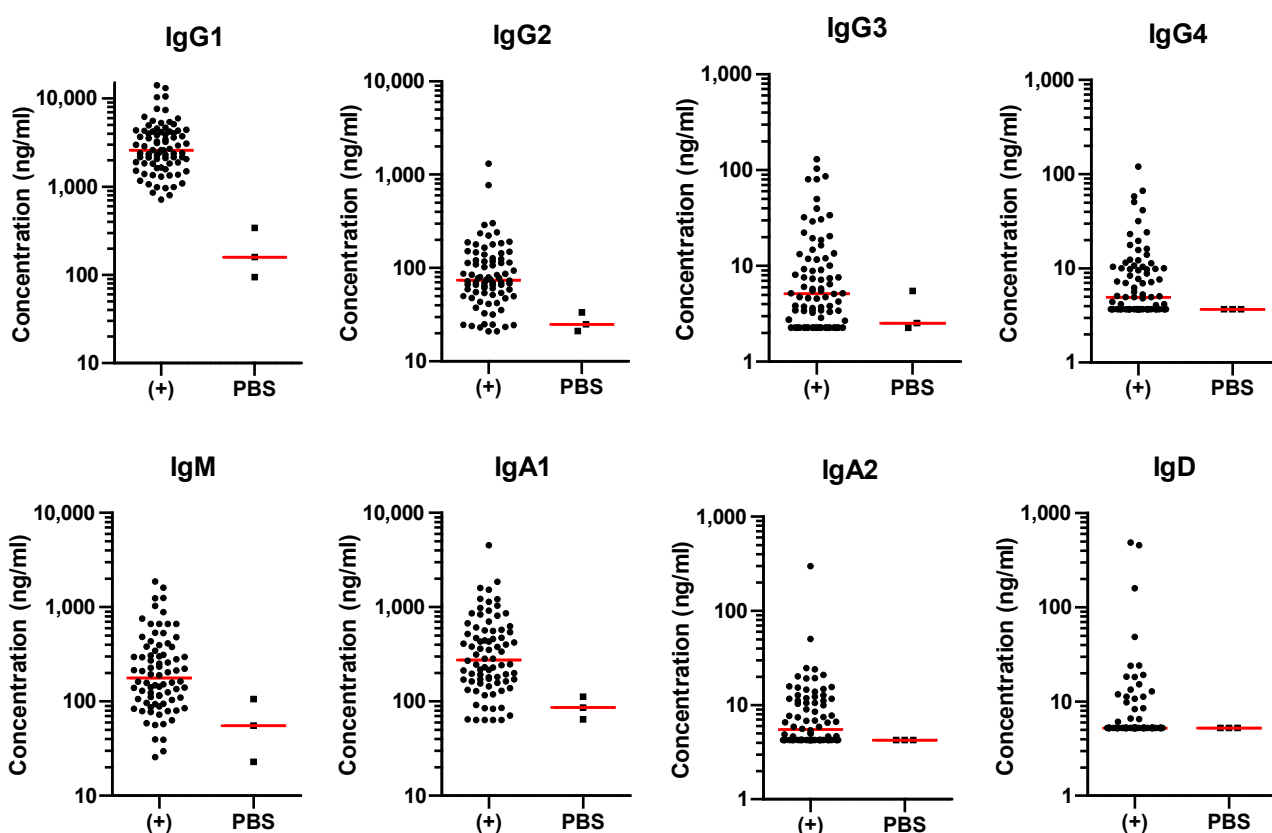 IgG1
Concentration (ng/ml)
10,000
1,000
100
10
(+) PBS
IgG2
Concentration (ng/ml)
10,000
1,000
100
10
(+) PBS
IgG3
Concentration (ng/ml)
1,000
100
10
1
(+) PBS
IgG4
Concentration (ng/ml)
1,000
100
10
1
(+) PBS
IgM
Concentration (ng/ml)
10,000
1,000
100
10
(+) PBS
IgA1
Concentration (ng/ml)
10,000
1,000
100
10
(+) PBS
IgA2
Concentration (ng/ml)
1,000
100
10
1
(+) PBS
IgD
Concentration (ng/ml)
1,000
100
10
1
(+) PBS